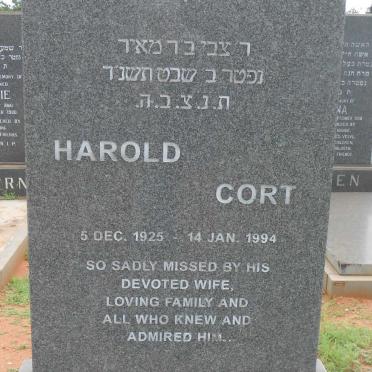 ר צבי ב ר מאיר
נפטר ב שבט תשנ"ד
ת. נ. צ. ב. ה.
HAROLD
CORT
5 DEC. 1925 - 14 JAN. 1994
SO SADLY MISSED BY HIS
DEVOTED WIFE,
LOVING FAMILY AND
ALL WHO KNEW AND
ADMIRED HIM..